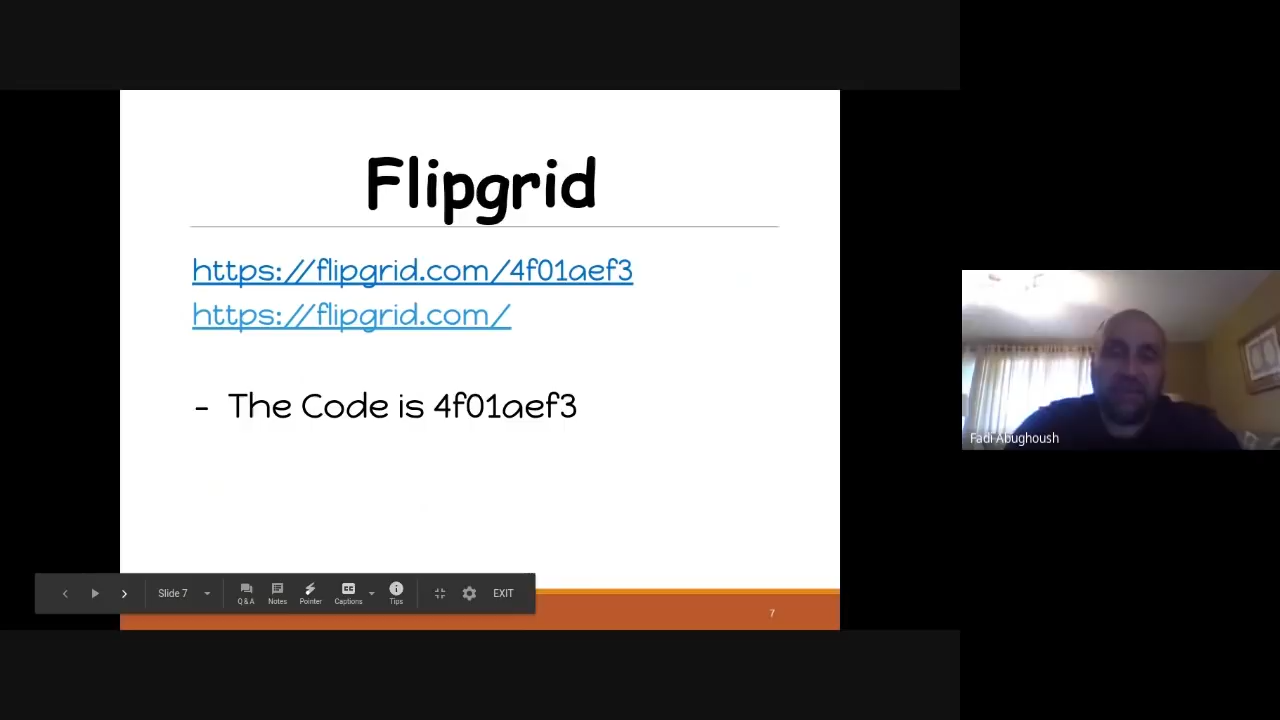 Flipgrid
https://flipgrid.com/4f01aef3
https://flipgrid.com/
- The Code is 4f01aef3
Fadi Abughoush
Slide 7
Q & A
Notes
Pointer
Captions
Tips
EXIT
7